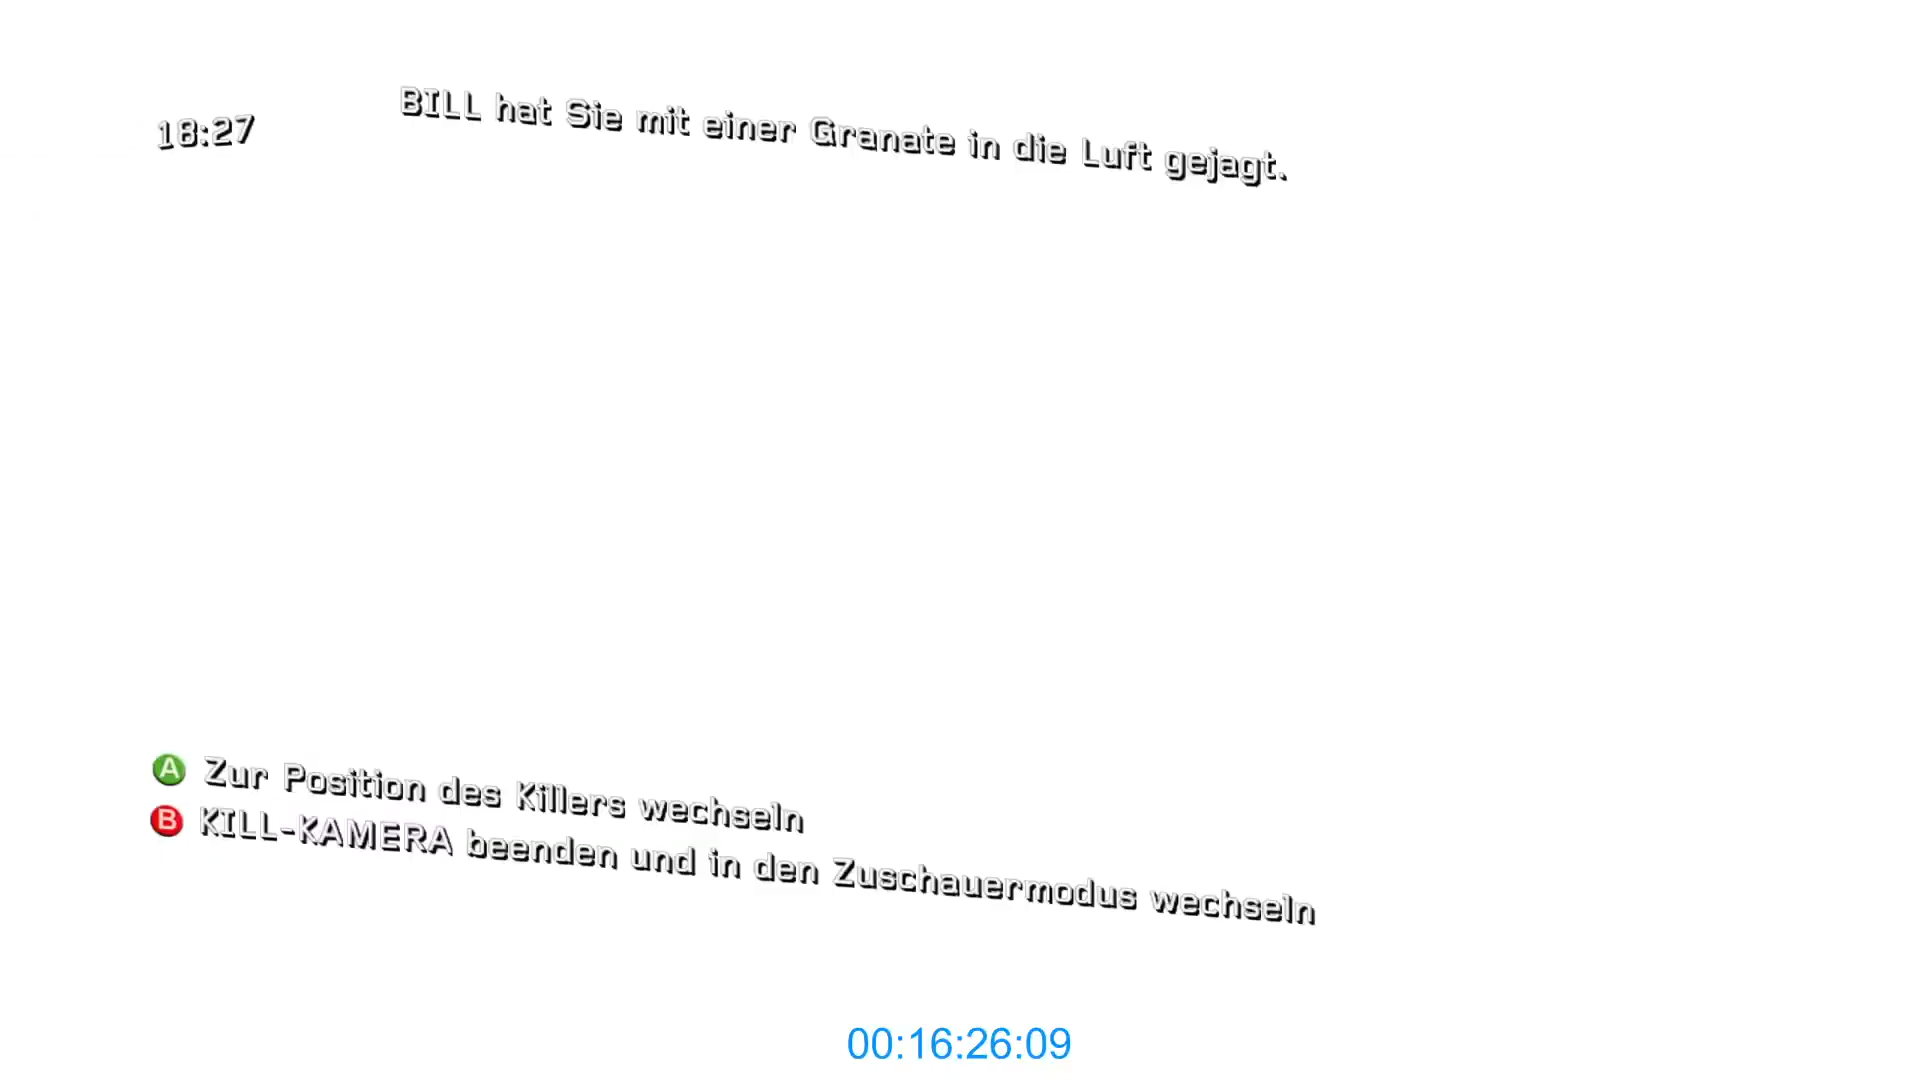 18:27
BILL hat Sie mit einer Granate in die Luft gejagt.
A Zur Position des Killers wechseln
B KILL-KAMERA beenden und in den Zuschauermodus wechseln
00:16:26:09